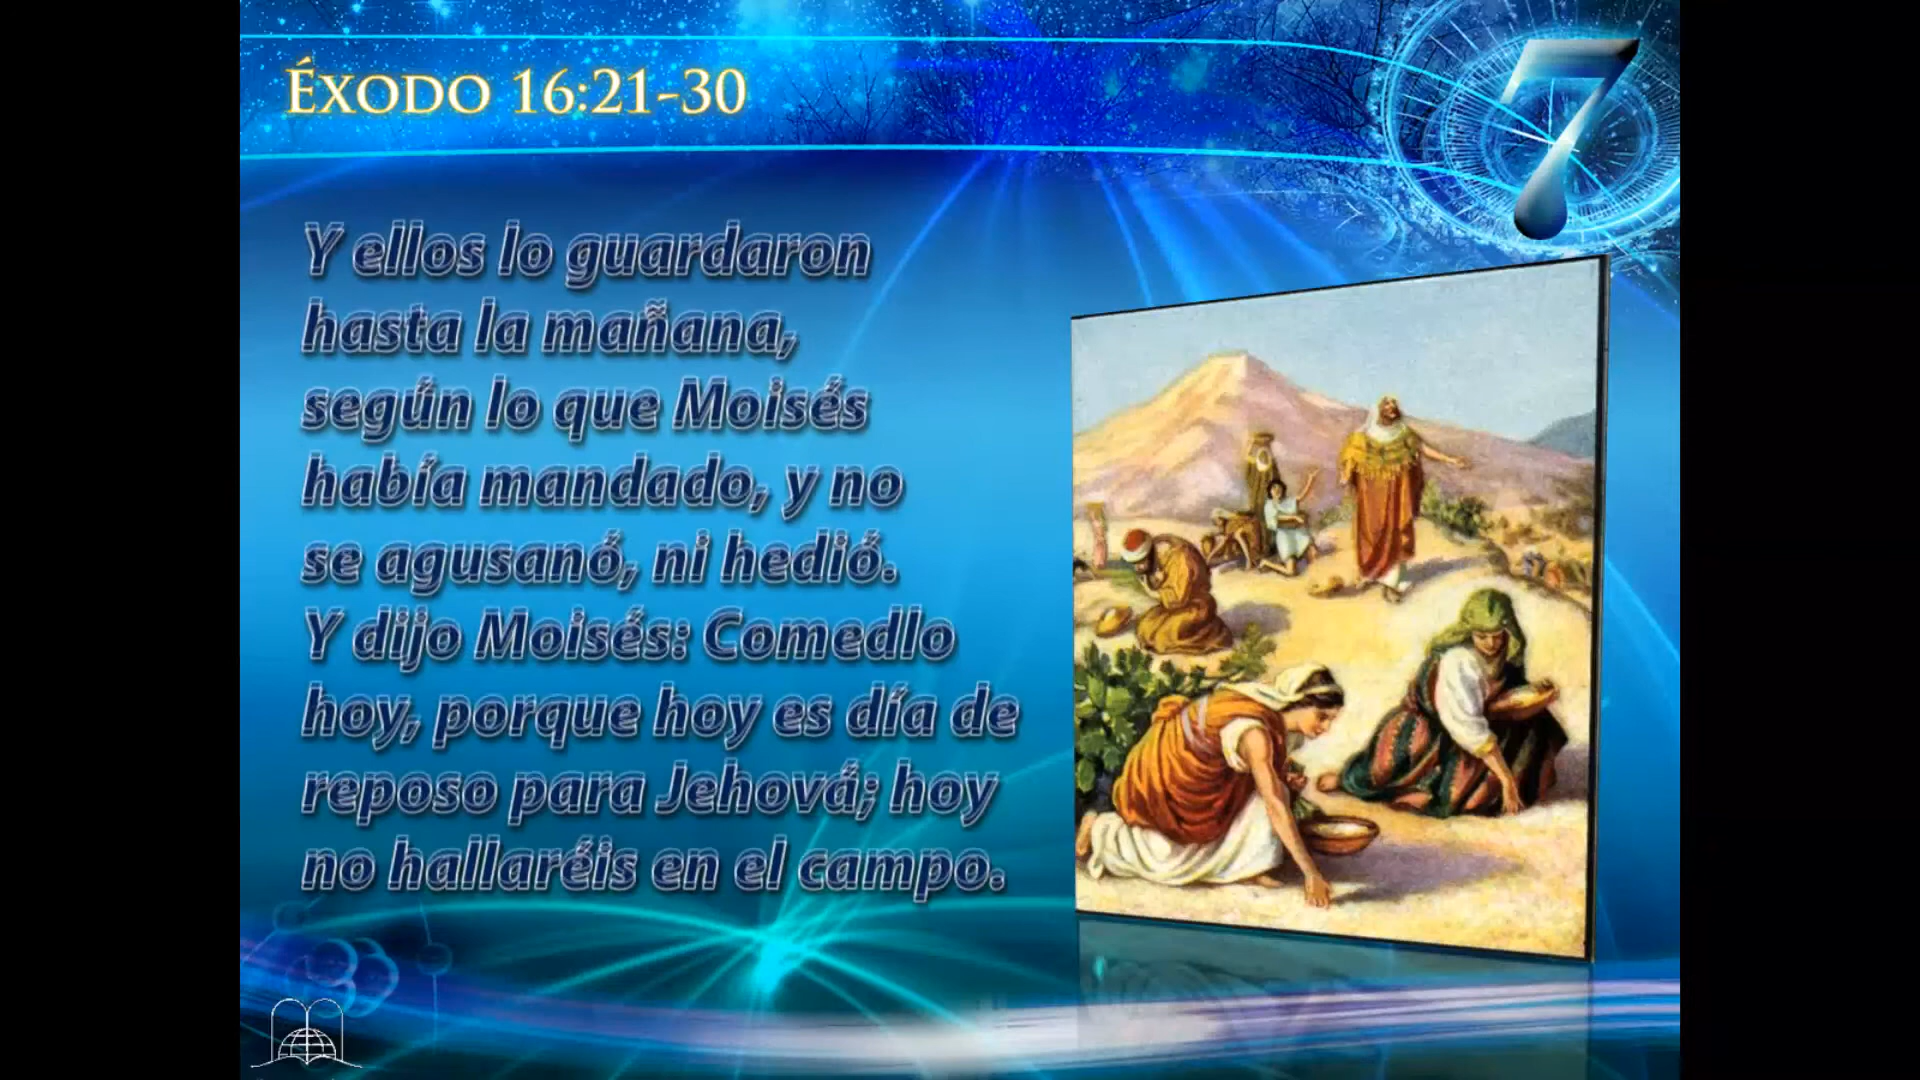 ÉXODO 16:21-30
7
Y ellos lo guardaron
hasta la mañana,
según lo que Moisés
había mandado, y no
se agusanó, ni hedió.
Y dijo Moisés: Comedlo
hoy, porque hoy es día de
reposo para Jehová; hoy
no hallaréis en el campo.